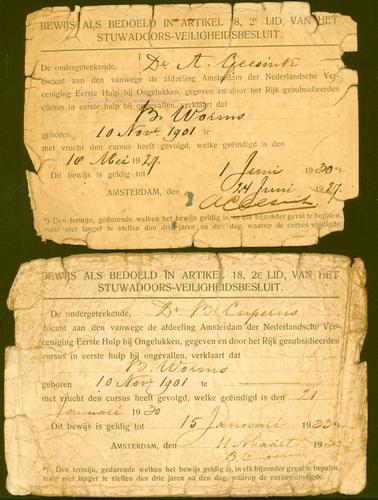 BEWIJS ALS BEDOELD IN ARTIKEL 18, 2e LID, VAN HET
STUWADOORS-VEILIGHEIDSBESLUIT.
De ondergeteekende, Dr A. Geesink
docent aan den vanwege de afdeeling Amsterdam der Nederlandsche Ver-
eeniging Eerste Hulp bij Ongelukken, gegeven en door het Rijk gesubsidieerden
cursus in eerste hulp bij ongevallen, verklaart dat
B. Worms
geboren 10 Nov. 1901 te
met vrucht den cursus heeft gevolgd, welke geëindigd is den
10 Mei 1927.
Dit bewijs is geldig tot 1 Juni 1930*)
AMSTERDAM, den 24 Juni 1927.
*) Den termijn, gedurende welken het bewijs geldig is, in elk bijzonder geval te bepalen,
maar niet langer te stellen dan drie jaren na den dag, waarop de cursus eindigde.
BEWIJS ALS BEDOELD IN ARTIKEL 18, 2e LID, VAN HET
STUWADOORS-VEILIGHEIDSBESLUIT.
De ondergeteekende, Dr B. Cuperus
docent aan den vanwege de afdeeling Amsterdam der Nederlandsche Ver-
eeniging Eerste Hulp bij Ongelukken, gegeven en door het Rijk gesubsidieerden
cursus in eerste hulp bij ongevallen, verklaart dat
B. Worms
geboren 10 Nov. 1901 te
met vrucht den cursus heeft gevolgd, welke geëindigd is den 21
Januari 1930
Dit bewijs is geldig tot 15 Januari 1933*)
AMSTERDAM, den 11 Maart
*) Den termijn, gedurende welken het bewijs geldig is, in elk bijzonder geval te bepalen,
maar niet langer te stellen dan drie jaren na den dag, waarop de cursus eindigde.